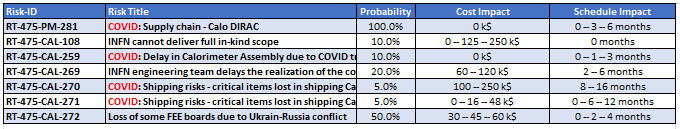 Risk-ID Risk Title Probability Cost Impact Schedule Impact
RT-475-PM-281 COVID: Supply chain - Calo DIRAC 100.0% 0 k$ 0 -- 3 -- 6 months
RT-475-CAL-108 INFN cannot deliver full in-kind scope 10.0% 0 -- 125 -- 250 k$ 0 months
RT-475-CAL-259 COVID: Delay in Calorimeter Assembly due to COVID tr 10.0% 0 k$ 0 -- 1 -- 3 months
RT-475-CAL-269 INFN engineering team delays the realization of the co 20.0% 60 -- 120 k$ 2 -- 6 months
RT-475-CAL-270 COVID: Shipping risks - critical items lost in shipping Ca 5.0% 100 -- 250 k$ 8 -- 16 months
RT-475-CAL-271 COVID: Shipping risks - critical items lost in shipping Ca 5.0% 0 -- 16 -- 48 k$ 0 -- 6 -- 12 months
RT-475-CAL-272 Loss of some FEE boards due to Ukrain-Russia conflict 50.0% 30 -- 45 -- 60 k$ 0 -- 2 -- 4 months